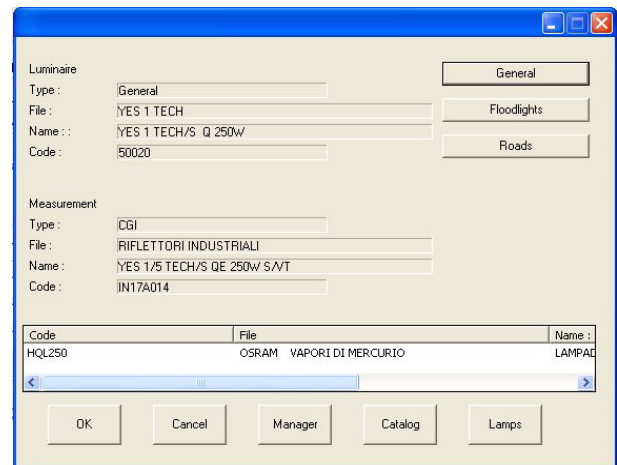 Luminaire
Type : General
File : YES 1 TECH
Name : : YES 1 TECH/S Q 250W
Code : 50020
General
Floodlights
Roads
Measurement
Type : CGI
File : RIFLETTORI INDUSTRIALI
Name : YES 1/5 TECH/S QE 250W S/VT
Code : IN17A014
Code File Name :
HQL250 OSRAM VAPORI DI MERCURIO LAMPAD
OK Cancel Manager Catalog Lamps